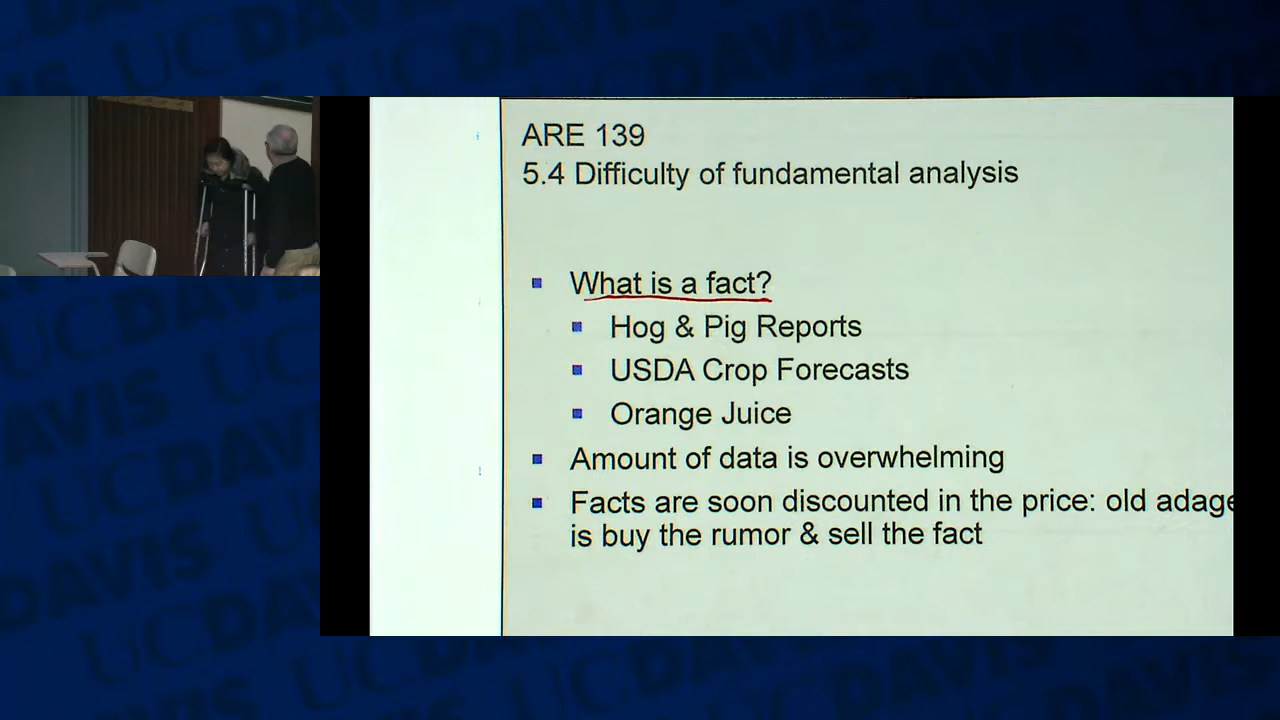 UC DAVIS
ARE 139
5.4 Difficulty of fundamental analysis
What is a fact?
Hog & Pig Reports
USDA Crop Forecasts
Orange Juice
Amount of data is overwhelming
Facts are soon discounted in the price: old adage
is buy the rumor & sell the fact